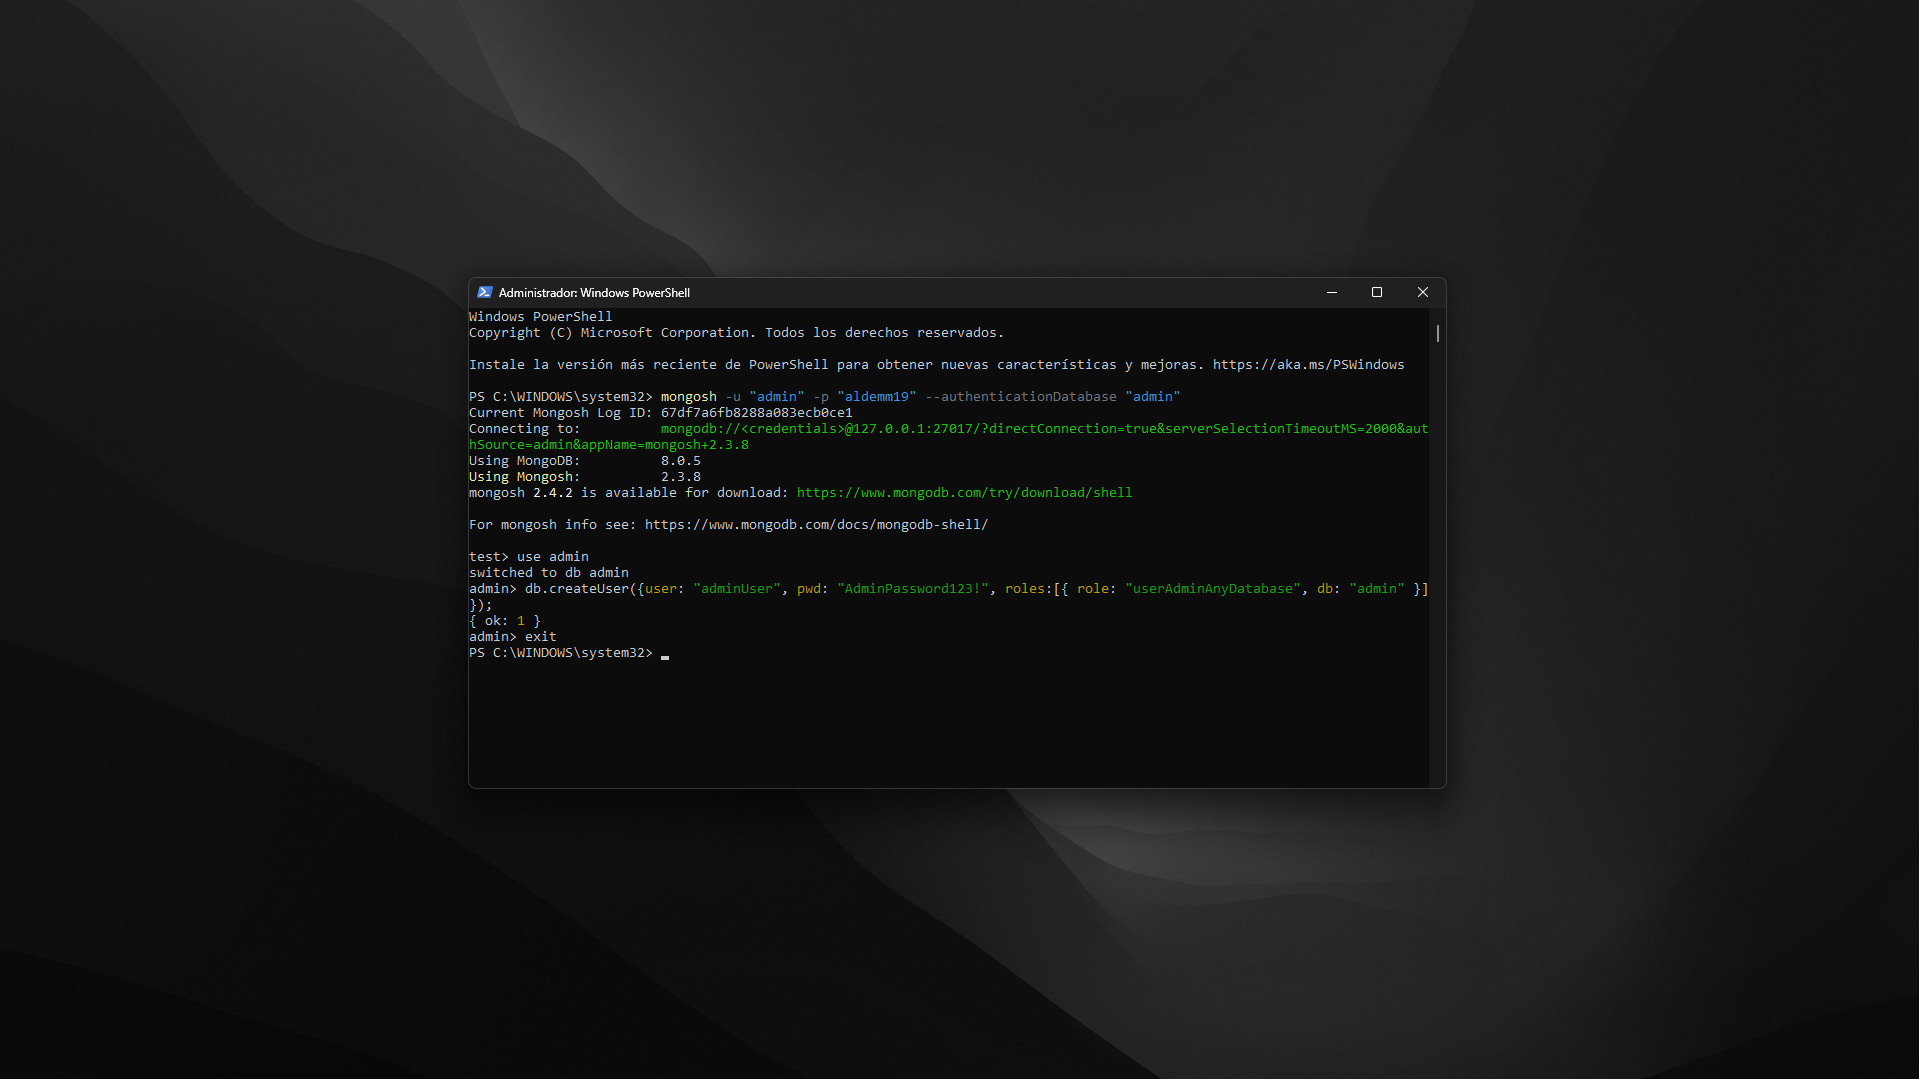 Administrador: Windows PowerShell
Windows PowerShell
Copyright (C) Microsoft Corporation. Todos los derechos reservados.
Instale la versión más reciente de PowerShell para obtener nuevas características y mejoras. https://aka.ms/PSWindows
PS C:\WINDOWS\system32> mongosh -u "admin" -p "aldemm19" --authenticationDatabase "admin"
Current Mongosh Log ID: 67df7a6fb8288a083ecb0ce1
Connecting to:          mongodb://<credentials>@127.0.0.1:27017/?directConnection=true&serverSelectionTimeoutMS=2000&aut
hSource=admin&appName=mongosh+2.3.8
Using MongoDB:          8.0.5
Using Mongosh:          2.3.8
mongosh 2.4.2 is available for download: https://www.mongodb.com/try/download/shell
For mongosh info see: https://www.mongodb.com/docs/mongodb-shell/
test> use admin
switched to db admin
admin> db.createUser({user: "adminUser", pwd: "AdminPassword123!", roles:[{ role: "userAdminAnyDatabase", db: "admin" }]
});
{ ok: 1 }
admin> exit
PS C:\WINDOWS\system32>